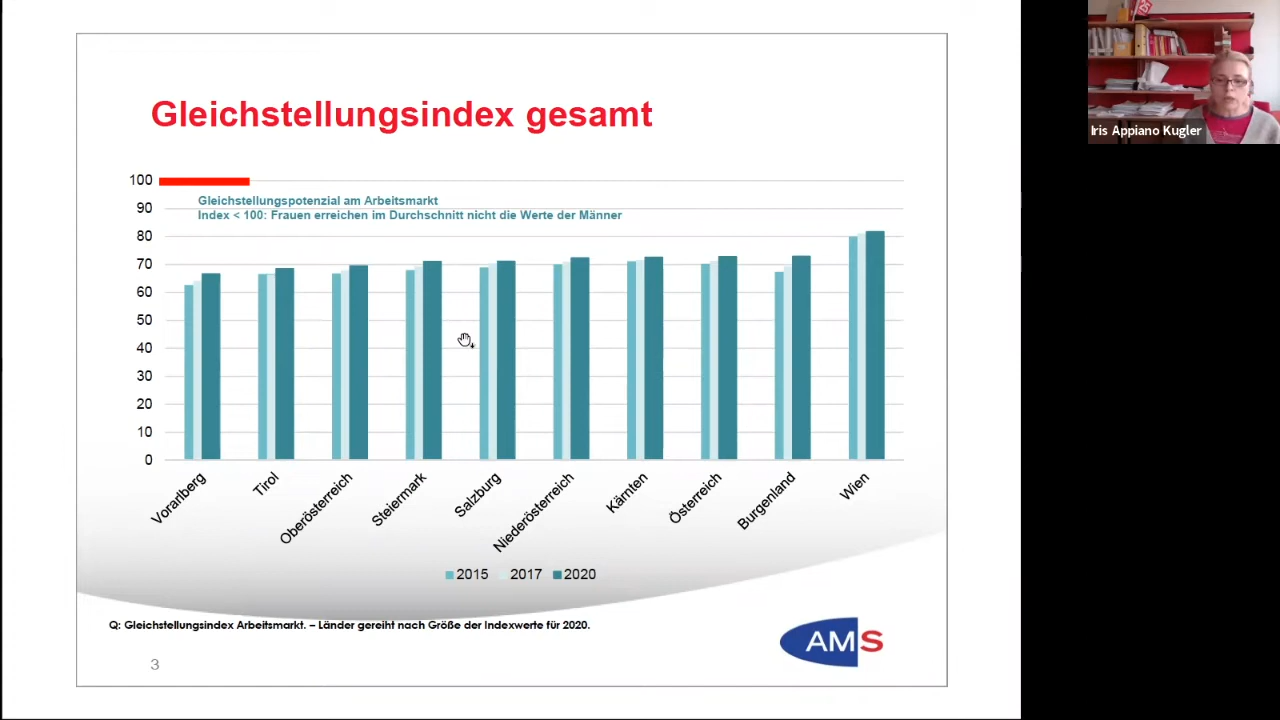 Gleichstellungsindex gesamt
100
Gleichstellungspotenzial am Arbeitsmarkt
90
Index < 100: Frauen erreichen im Durchschnitt nicht die Werte der Männer
80
70
60
50
40
30
20
10
0
Vorarlberg
Tirol
Oberösterreich
Steiermark
Salzburg
Niederösterreich
Kärnten
Österreich
Burgenland
Wien
2015 2017 2020
Q: Gleichstellungsindex Arbeitsmarkt. – Länder gereiht nach Größe der Indexwerte für 2020.
AMS
3
Iris Appiano Kugler